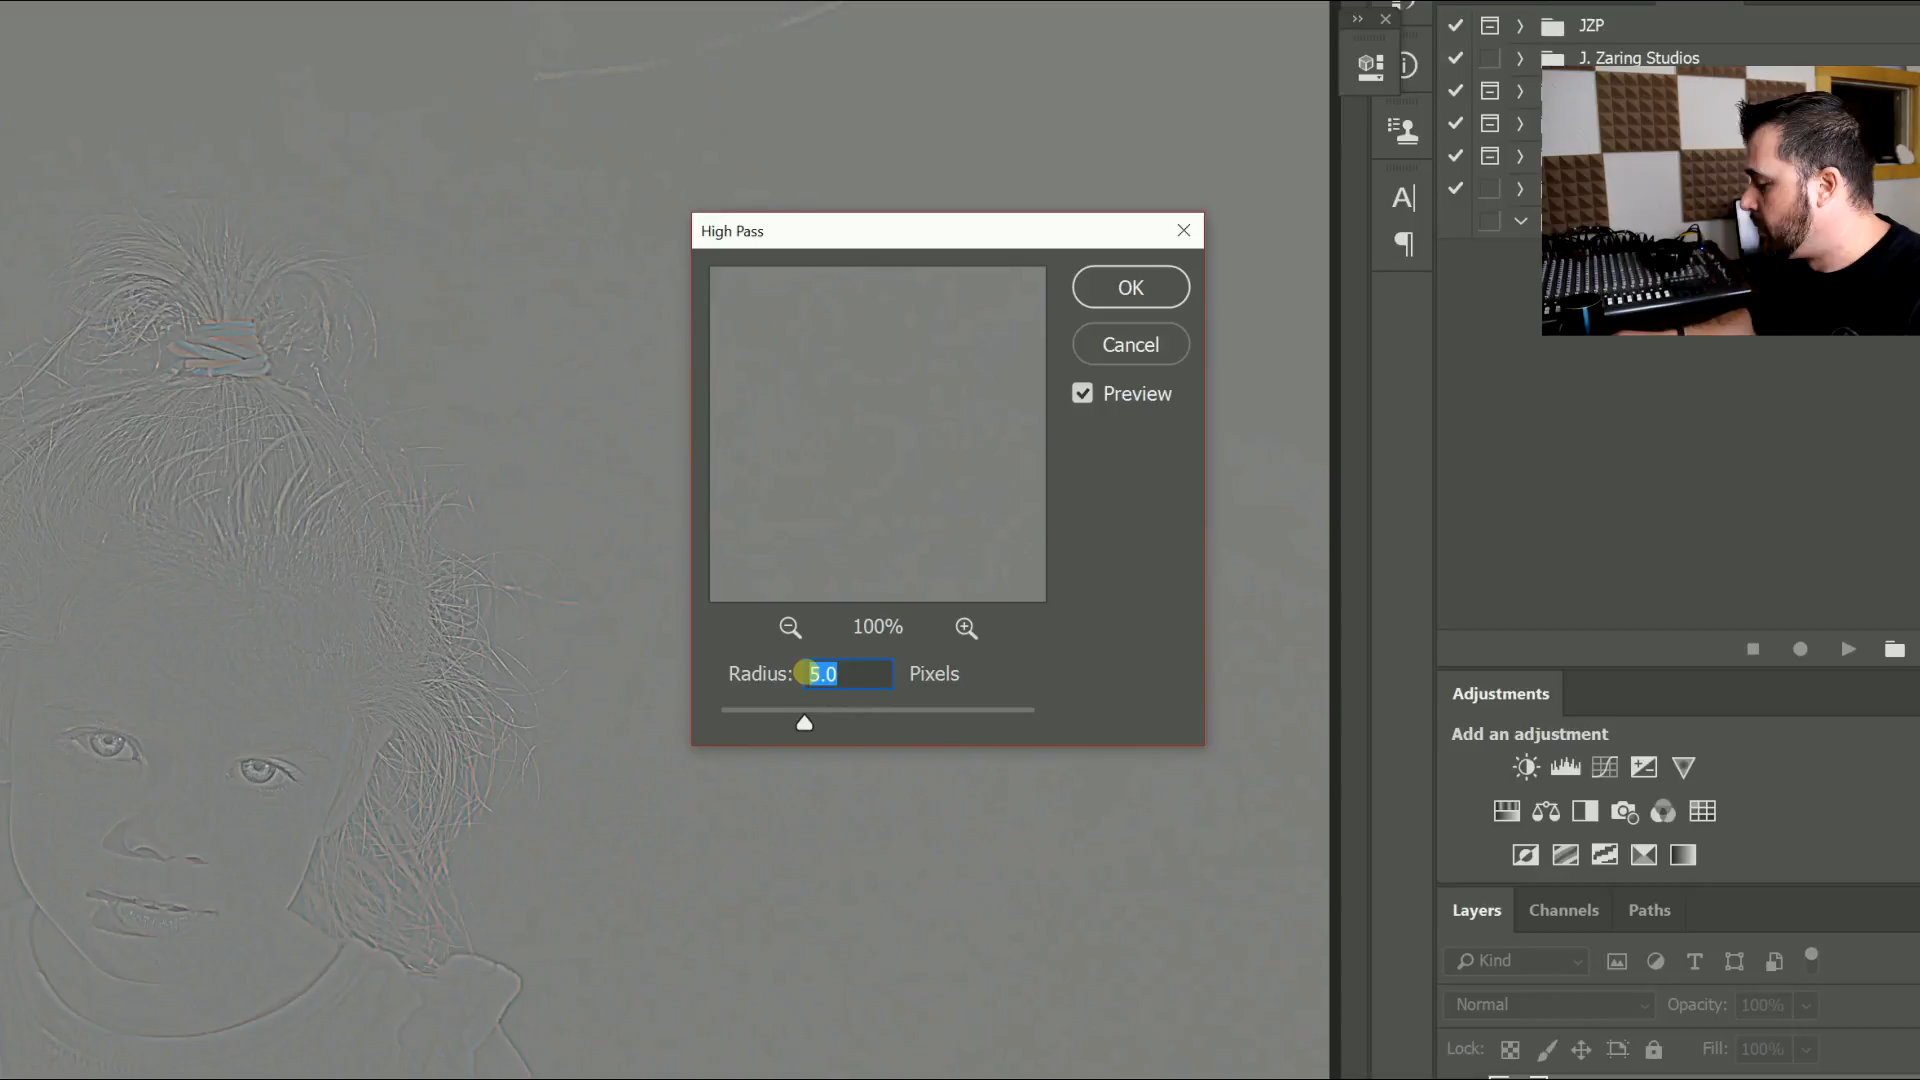 JZP
J. Zaring Studios
High Pass
OK
Cancel
Preview
100%
Radius: 5.0 Pixels
Adjustments
Add an adjustment
Layers Channels Paths
Kind
Normal Opacity: 100%
Lock: Fill: 100%